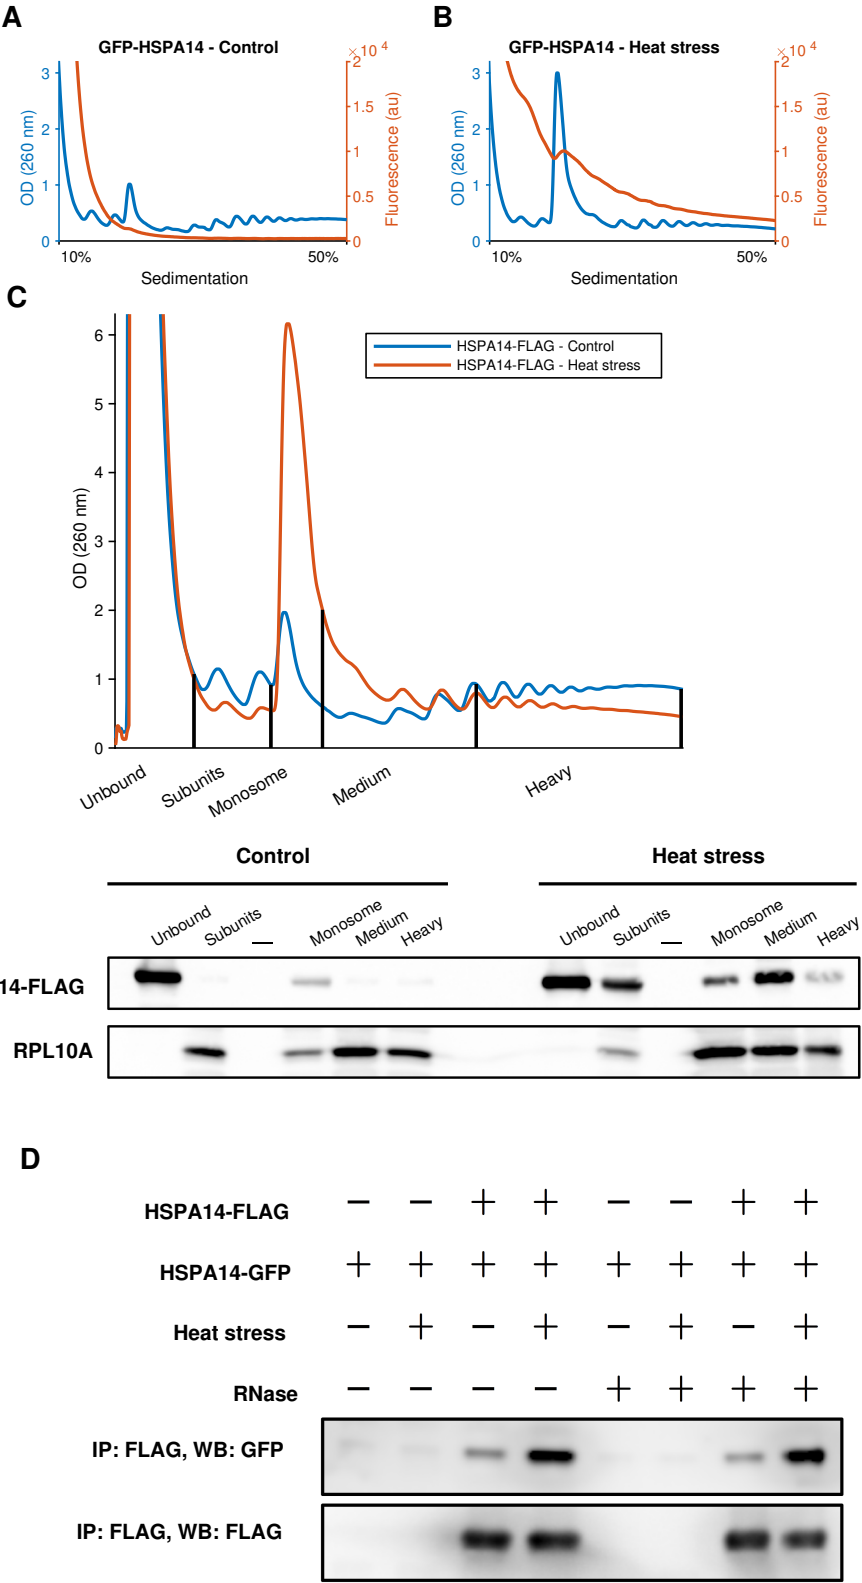 A
GFP-HSPA14 - Control
×10 4
3
2
1
0
OD (260 nm)
2
1.5
1
0.5
0
Fluorescence (au)
10%
50%
Sedimentation
B
GFP-HSPA14 - Heat stress
×10 4
3
2
1
0
OD (260 nm)
2
1.5
1
0.5
0
Fluorescence (au)
10%
50%
Sedimentation
C
HSPA14-FLAG - Control
HSPA14-FLAG - Heat stress
6
5
4
3
2
1
0
OD (260 nm)
Unbound
Subunits
Monosome
Medium
Heavy
Control
Heat stress
Unbound
Subunits
Monosome
Medium
Heavy
Unbound
Subunits
Monosome
Medium
Heavy
14-FLAG
RPL10A
D
HSPA14-FLAG − − + + − − + +
HSPA14-GFP + + + + + + + +
Heat stress − + − + − + − +
RNase − − − − + + + +
IP: FLAG, WB: GFP
IP: FLAG, WB: FLAG